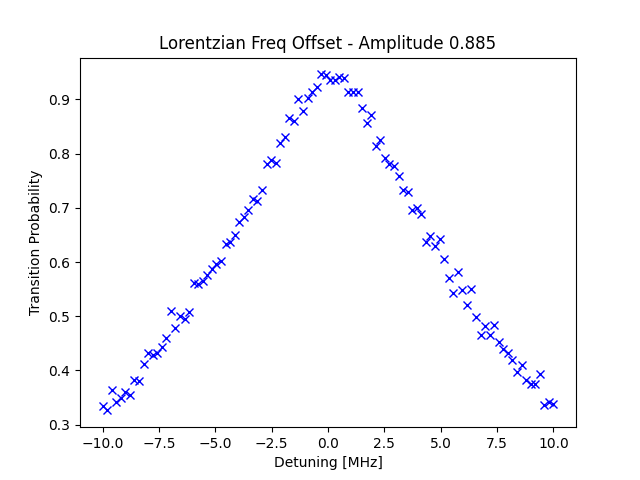 Lorentzian Freq Offset - Amplitude 0.885
Transition Probability
0.9
0.8
0.7
0.6
0.5
0.4
0.3
−10.0 −7.5 −5.0 −2.5 0.0 2.5 5.0 7.5 10.0
Detuning [MHz]